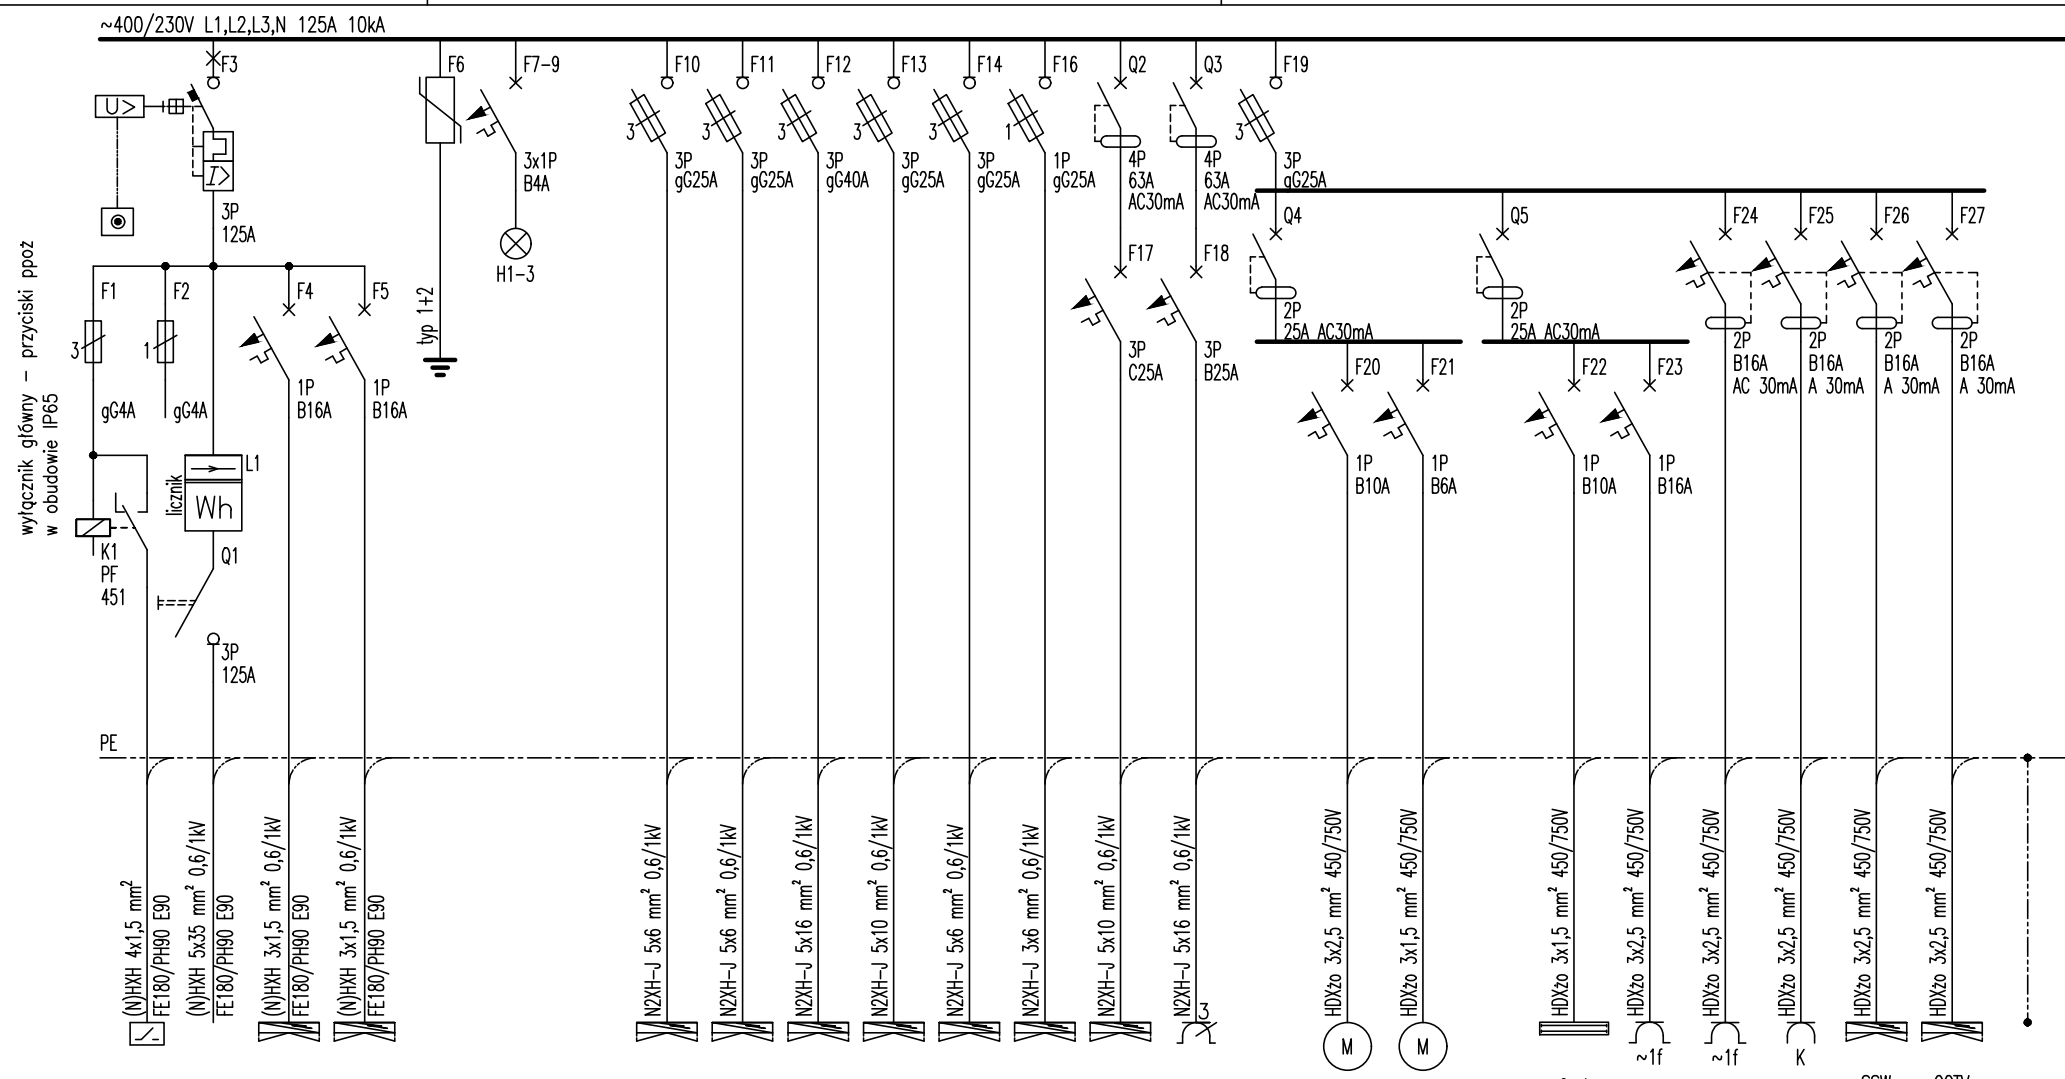 ~400/230V L1,L2,L3,N 125A 10kA
F3
U>
I>
3P
125A
wyłącznik główny – przyciski ppoż
w obudowie IP65
F1
3
gG4A
F2
1
gG4A
F4
1P
B16A
F5
1P
B16A
K1
PF
451
L1
licznik
Wh
Q1
3P
125A
F6
typ 1+2
F7-9
3x1P
B4A
H1-3
F10
3
3P
gG25A
F11
3
3P
gG25A
F12
3
3P
gG40A
F13
3
3P
gG25A
F14
3
3P
gG25A
F16
1
1P
gG25A
Q2
4P
63A
AC30mA
F17
3P
C25A
Q3
4P
63A
AC30mA
F18
3P
B25A
F19
3
3P
gG25A
Q4
2P
25A AC30mA
F20
1P
B10A
F21
1P
B6A
Q5
2P
25A AC30mA
F22
1P
B10A
F23
1P
B16A
F24
2P
B16A
AC 30mA
F25
2P
B16A
A 30mA
F26
2P
B16A
A 30mA
F27
2P
B16A
A 30mA
PE
(N)HXH 4x1,5 mm²
FE180/PH90 E90
(N)HXH 5x35 mm² 0,6/1kV
FE180/PH90 E90
(N)HXH 3x1,5 mm² 0,6/1kV
FE180/PH90 E90
(N)HXH 3x1,5 mm² 0,6/1kV
FE180/PH90 E90
N2XH-J 5x6 mm² 0,6/1kV
N2XH-J 5x6 mm² 0,6/1kV
N2XH-J 5x16 mm² 0,6/1kV
N2XH-J 5x10 mm² 0,6/1kV
N2XH-J 5x6 mm² 0,6/1kV
N2XH-J 3x6 mm² 0,6/1kV
N2XH-J 5x10 mm² 0,6/1kV
N2XH-J 5x16 mm² 0,6/1kV
3
HDXżo 3x2,5 mm² 450/750V
M
HDXżo 3x1,5 mm² 450/750V
M
HDXżo 3x1,5 mm² 450/750V
HDXżo 3x2,5 mm² 450/750V
~1f
HDXżo 3x2,5 mm² 450/750V
~1f
HDXżo 3x2,5 mm² 450/750V
K
HDXżo 3x2,5 mm² 450/750V
HDXżo 3x2,5 mm² 450/750V